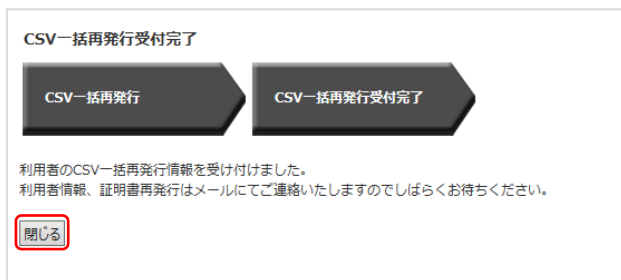 CSV一括再発行受付完了
CSV一括再発行
CSV一括再発行受付完了
利用者のCSV一括再発行情報を受け付けました。
利用者情報、証明書再発行はメールにてご連絡いたしますのでしばらくお待ちください。
閉じる